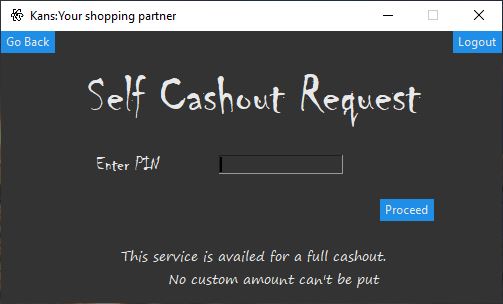 Kans:Your shopping partner
Go Back
Logout
Self Cashout Request
Enter PIN
Proceed
This service is availed for a full cashout.
No custom amount can't be put